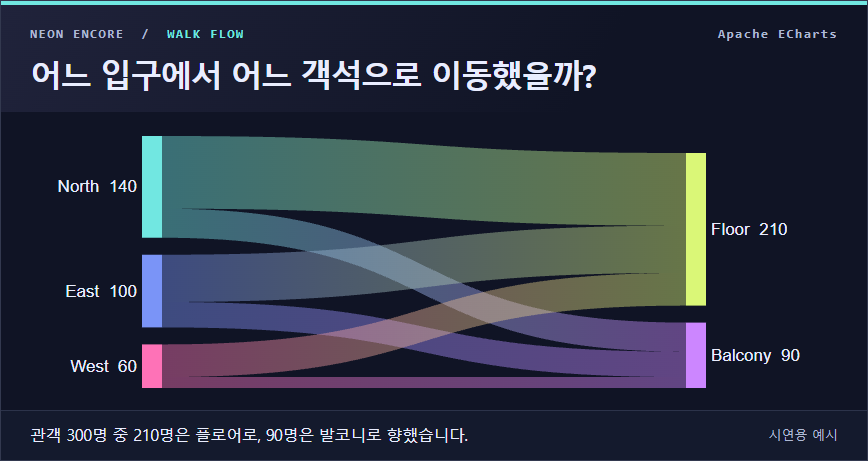 NEON ENCORE / WALK FLOW
Apache ECharts
어느 입구에서 어느 객석으로 이동했을까?
North 140
East 100
West 60
Floor 210
Balcony 90
관객 300명 중 210명은 플로어로, 90명은 발코니로 향했습니다.
시연용 예시